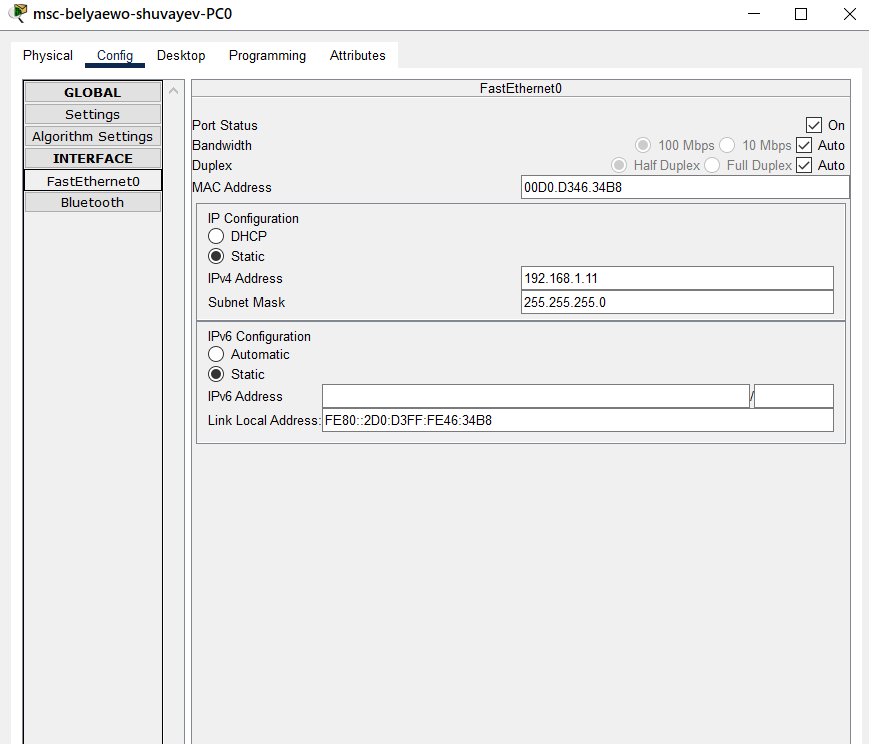 msc-belyaewo-shuvayev-PC0
Physical Config Desktop Programming Attributes
GLOBAL
Settings
Algorithm Settings
INTERFACE
FastEthernet0
Bluetooth
FastEthernet0
Port Status On
Bandwidth 100 Mbps 10 Mbps Auto
Duplex Half Duplex Full Duplex Auto
MAC Address 00D0.D346.34B8
IP Configuration
DHCP
Static
IPv4 Address 192.168.1.11
Subnet Mask 255.255.255.0
IPv6 Configuration
Automatic
Static
IPv6 Address /
Link Local Address: FE80::2D0:D3FF:FE46:34B8